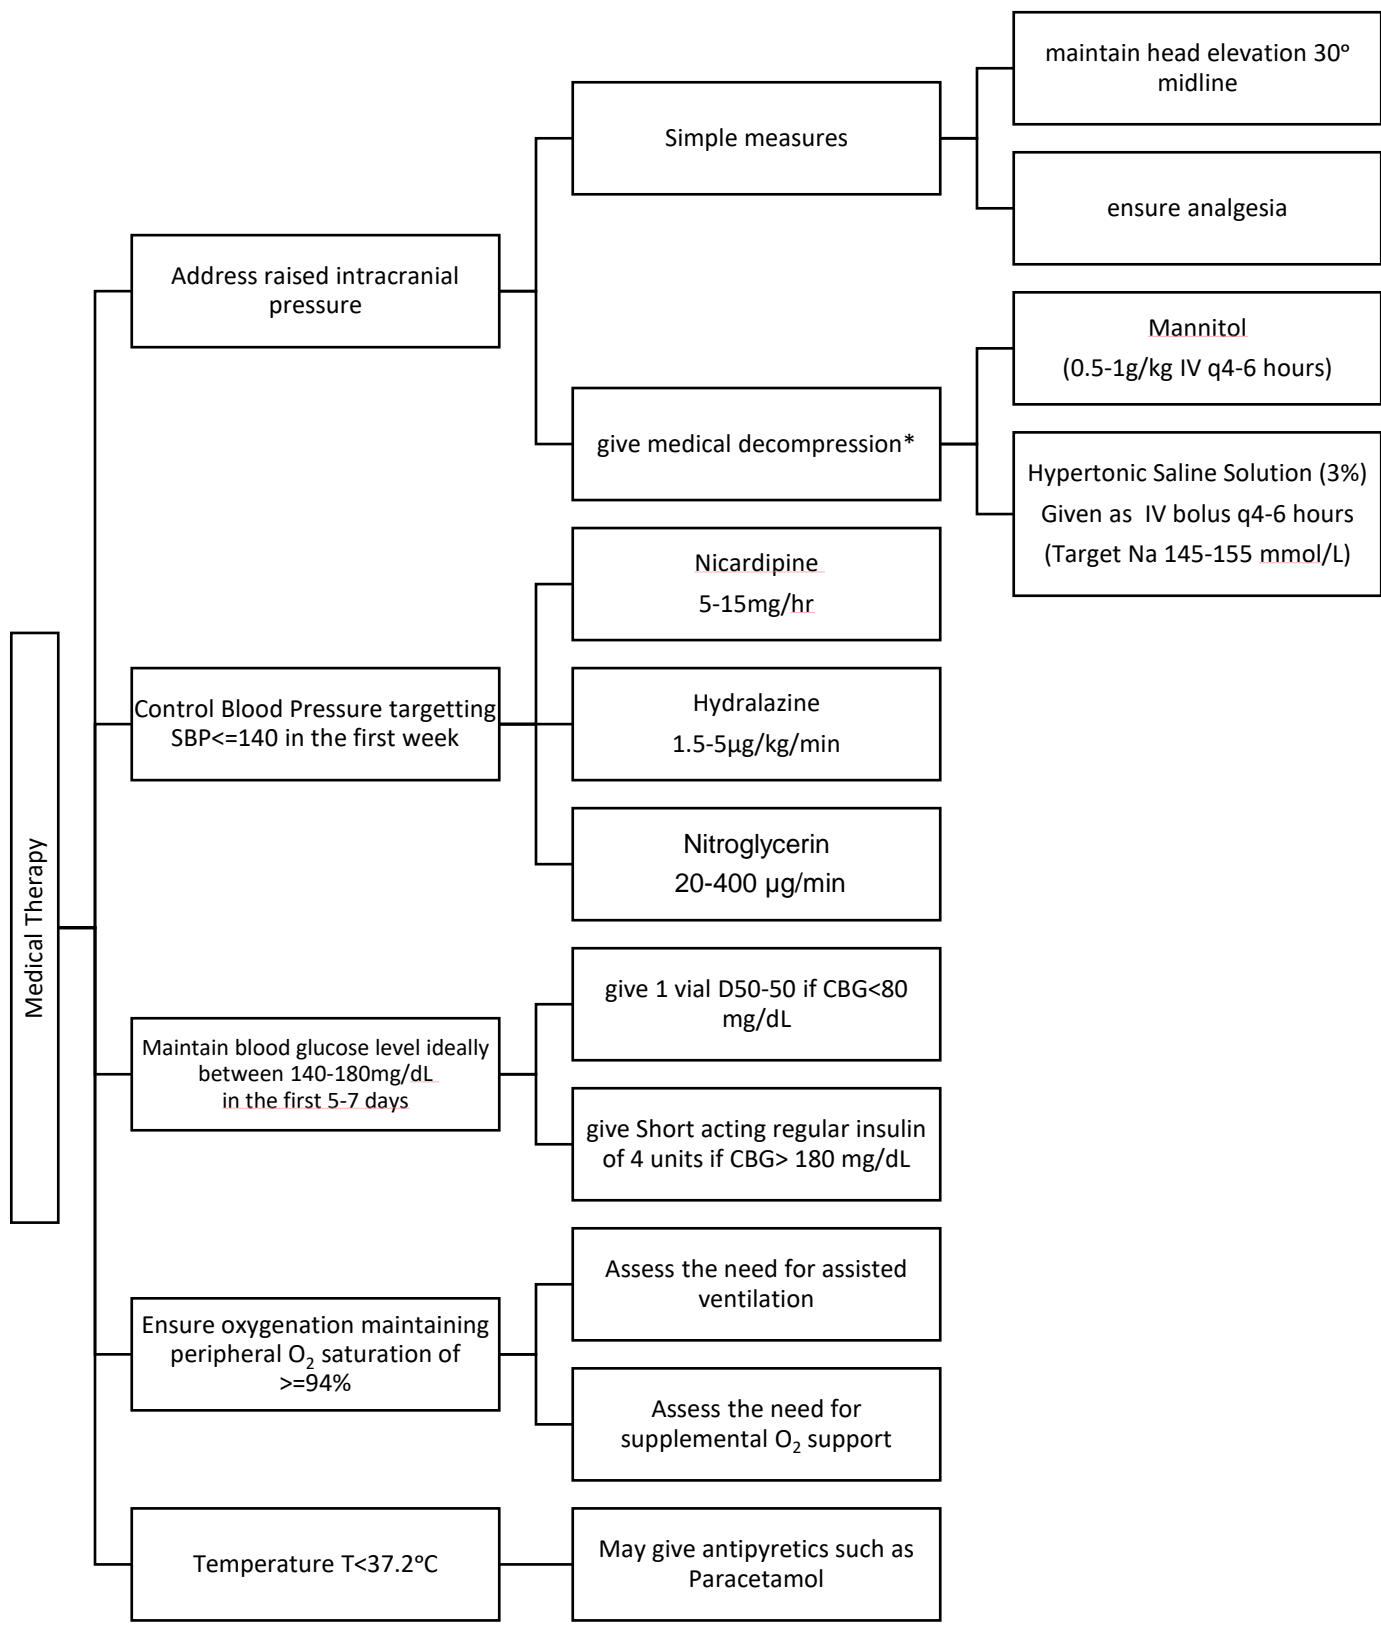 Medical Therapy
Address raised intracranial
pressure
Simple measures
maintain head elevation 30°
midline
ensure analgesia
give medical decompression*
Mannitol
(0.5-1g/kg IV q4-6 hours)
Hypertonic Saline Solution (3%)
Given as  IV bolus q4-6 hours
(Target Na 145-155 mmol/L)
Control Blood Pressure targetting
SBP<=140 in the first week
Nicardipine
5-15mg/hr
Hydralazine
1.5-5µg/kg/min
Nitroglycerin
20-400 µg/min
Maintain blood glucose level ideally
between 140-180mg/dL
in the first 5-7 days
give 1 vial D50-50 if CBG<80
mg/dL
give Short acting regular insulin
of 4 units if CBG> 180 mg/dL
Ensure oxygenation maintaining
peripheral O₂ saturation of
>=94%
Assess the need for assisted
ventilation
Assess the need for
supplemental O₂ support
Temperature T<37.2°C
May give antipyretics such as
Paracetamol